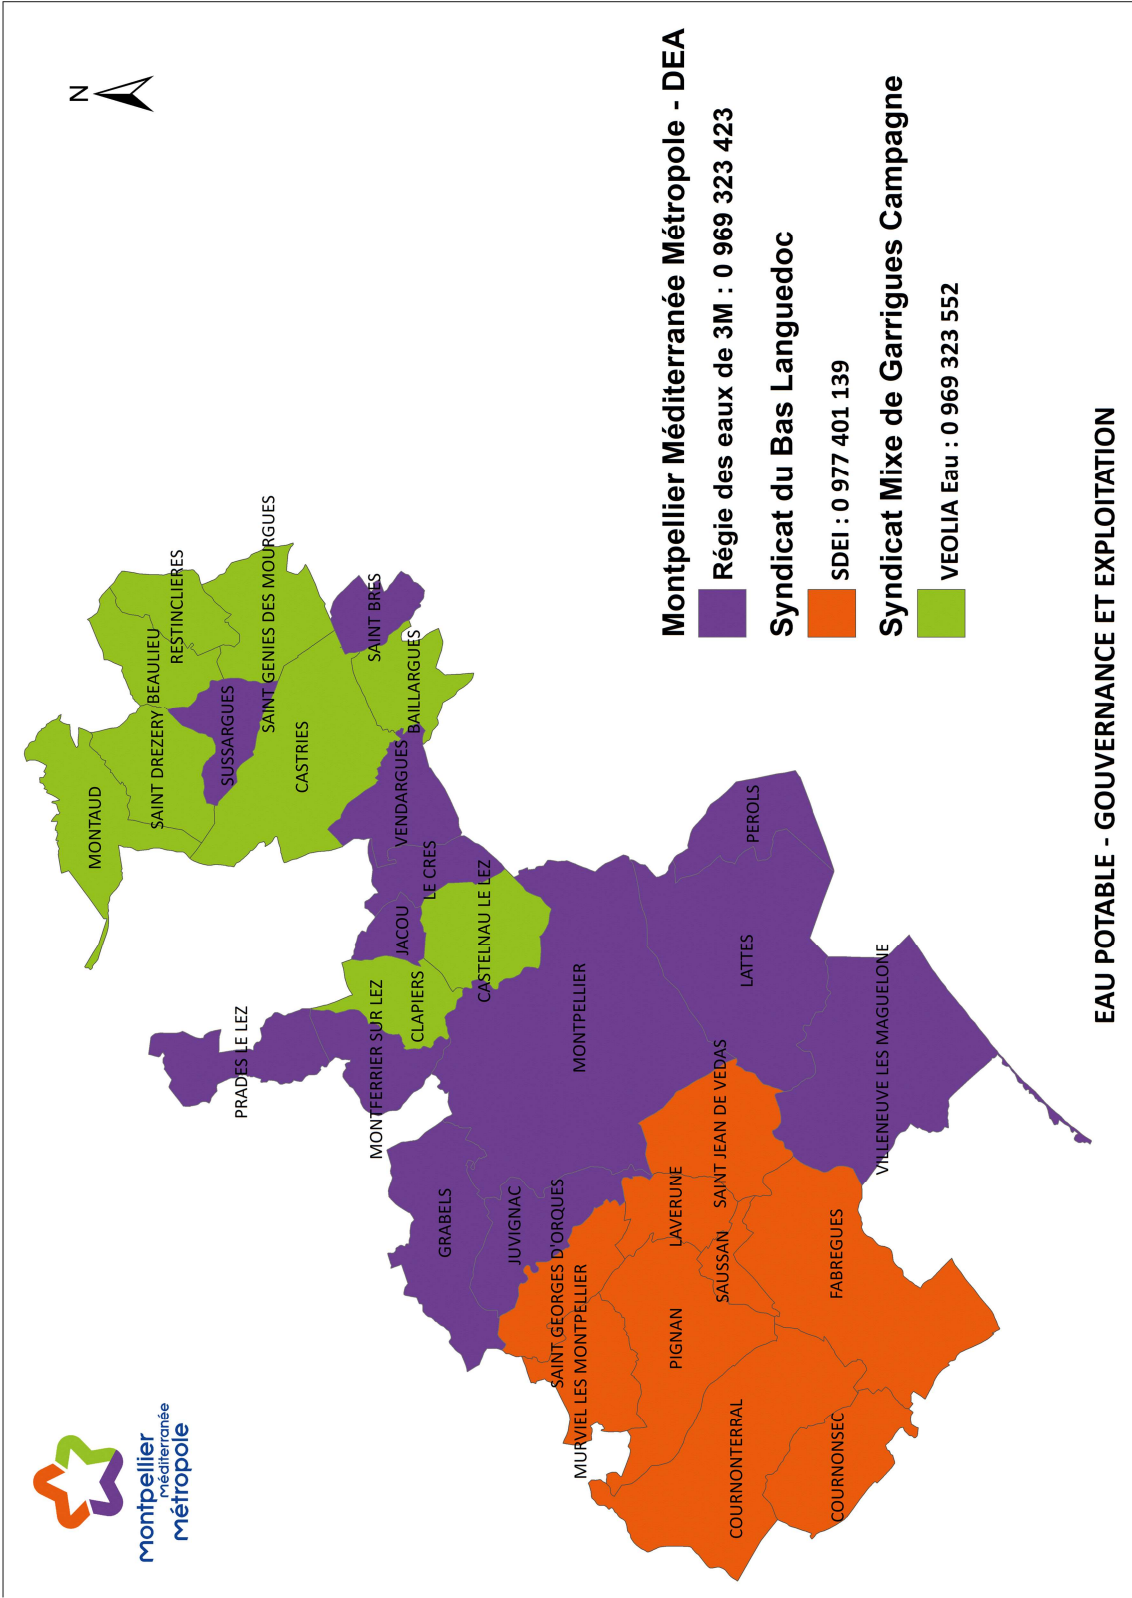 Montpellier
Méditerranée
Métropole
N
MONTAUD
SAINT DREZERY
BEAULIEU
RESTINCLIERES
SUSSARGUES
SAINT GENIES DES MOURGUES
CASTRIES
SAINT BRES
BAILLARGUES
VENDARGUES
LE CRES
JACOU
CASTELNAU LE LEZ
CLAPIERS
PRADES LE LEZ
MONTFERRIER SUR LEZ
GRABELS
JUVIGNAC
MONTPELLIER
SAINT GEORGES D'ORQUES
MURVIEL LES MONTPELLIER
PEROLS
LATTES
LAVERUNE
SAINT JEAN DE VEDAS
PIGNAN
SAUSSAN
VILLENEUVE LES MAGUELONE
FABREGUES
COURNONTERRAL
COURNONSEC
Montpellier Méditerranée Métropole - DEA
Régie des eaux de 3M : 0 969 323 423
Syndicat du Bas Languedoc
SDEI : 0 977 401 139
Syndicat Mixe de Garrigues Campagne
VEOLIA Eau : 0 969 323 552
EAU POTABLE - GOUVERNANCE ET EXPLOITATION